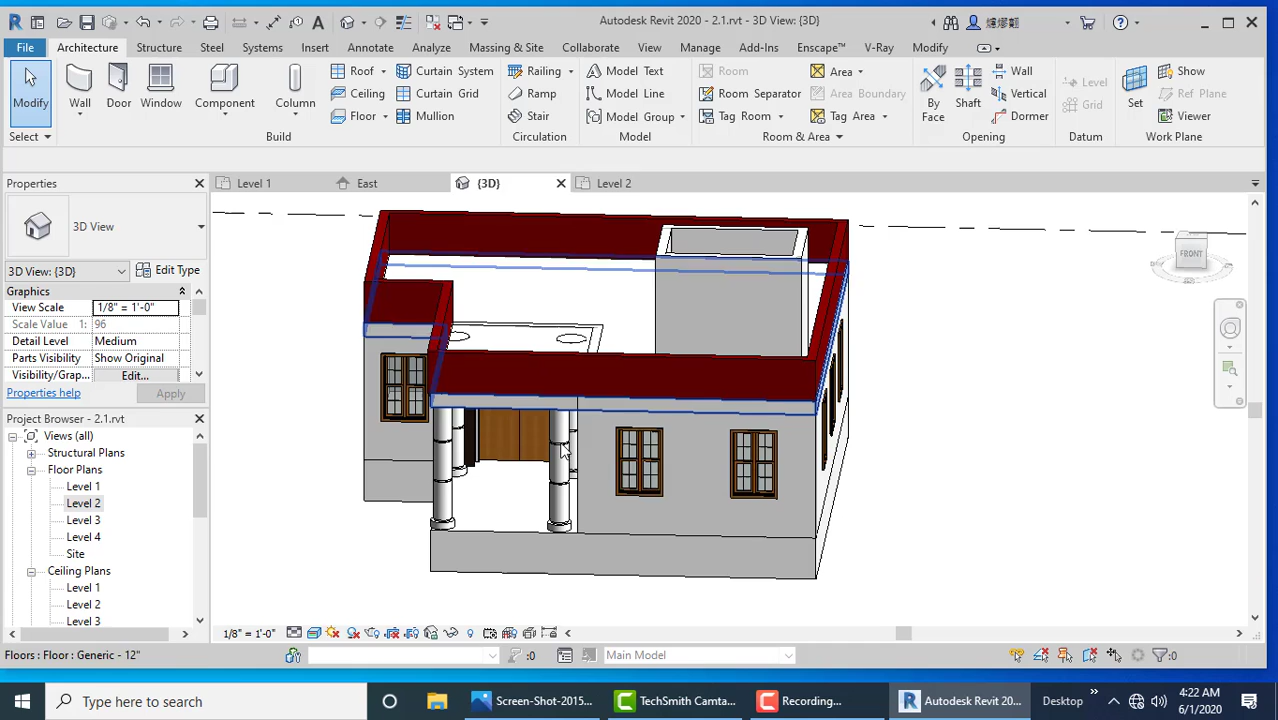 Autodesk Revit 2020 - 2.1.rvt - 3D View: {3D}
File Architecture Structure Steel Systems Insert Annotate Analyze Massing & Site Collaborate View Manage Add-Ins Enscape™ V-Ray Modify
Modify Wall Door Window Component Column
Roof Curtain System Railing Model Text Room Area
Ceiling Curtain Grid Ramp Model Line Room Separator Area Boundary
Floor Mullion Stair Model Group Tag Room Tag Area
By Face Shaft Wall Vertical Dormer
Level Grid
Set Show Ref Plane Viewer
Select Build Circulation Model Room & Area Opening Datum Work Plane
Properties
Level 1 East {3D} Level 2
3D View
3D View: {3D} Edit Type
Graphics
View Scale 1/8" = 1'-0"
Scale Value 1: 96
Detail Level Medium
Parts Visibility Show Original
Visibility/Grap... Edit...
Properties help Apply
Project Browser - 2.1.rvt
Views (all)
Structural Plans
Floor Plans
Level 1
Level 2
Level 3
Level 4
Site
Ceiling Plans
Level 1
Level 2
Level 3
FRONT
1/8" = 1'-0"
Floors : Floor : Generic - 12" :0 Main Model :0
Type here to search
Screen-Shot-2015...
TechSmith Camta...
Recording...
Autodesk Revit 20...
Desktop
4:22 AM
6/1/2020